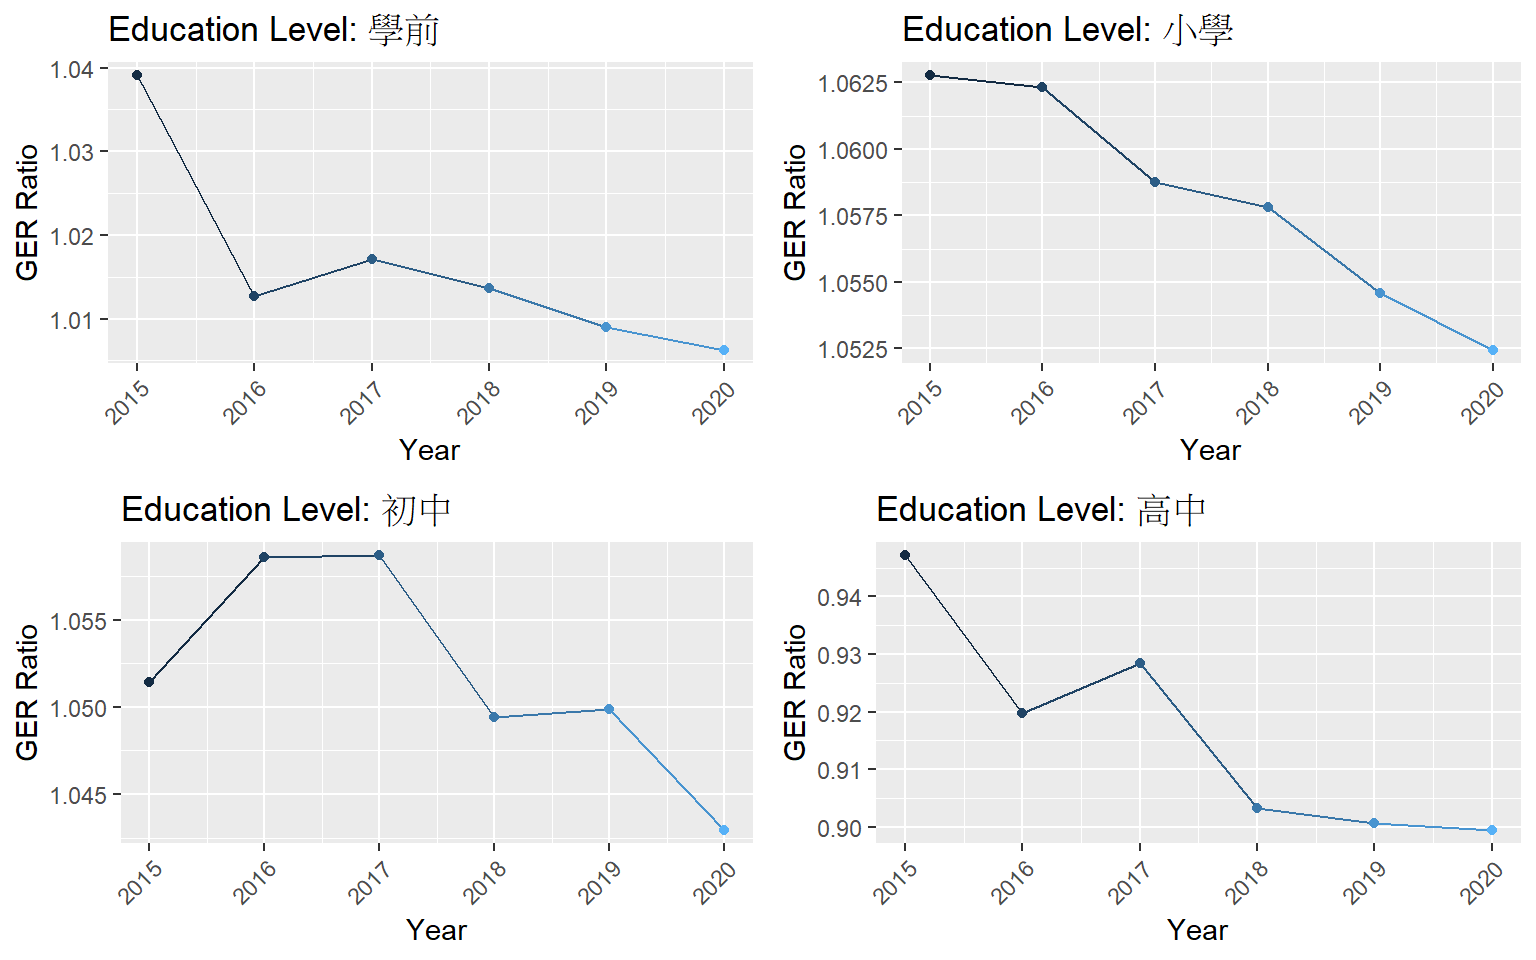 Education Level: 學前
1.04
1.03
1.02
1.01
GER Ratio
2015 2016 2017 2018 2019 2020
Year
Education Level: 小學
1.0625
1.0600
1.0575
1.0550
1.0525
GER Ratio
2015 2016 2017 2018 2019 2020
Year
Education Level: 初中
1.055
1.050
1.045
GER Ratio
2015 2016 2017 2018 2019 2020
Year
Education Level: 高中
0.94
0.93
0.92
0.91
0.90
GER Ratio
2015 2016 2017 2018 2019 2020
Year